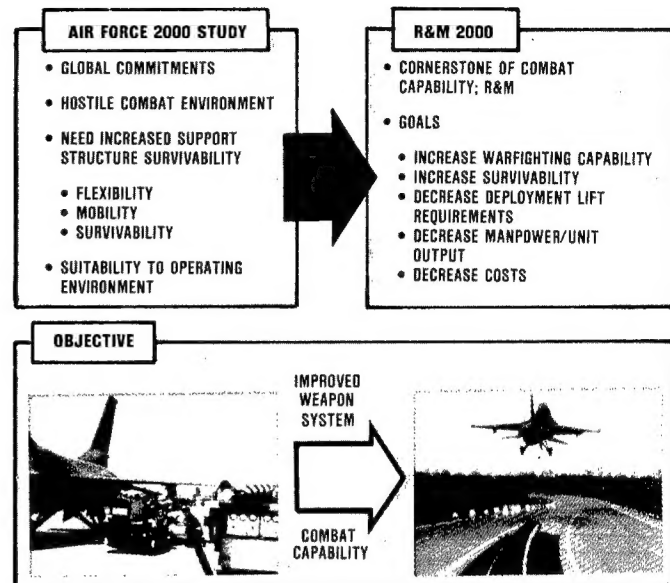 AIR FORCE 2000 STUDY
• GLOBAL COMMITMENTS
• HOSTILE COMBAT ENVIRONMENT
• NEED INCREASED SUPPORT
STRUCTURE SURVIVABILITY
• FLEXIBILITY
• MOBILITY
• SURVIVABILITY
• SUITABILITY TO OPERATING
ENVIRONMENT
R&M 2000
• CORNERSTONE OF COMBAT
CAPABILITY; R&M
• GOALS
• INCREASE WARFIGHTING CAPABILITY
• INCREASE SURVIVABILITY
• DECREASE DEPLOYMENT LIFT
REQUIREMENTS
• DECREASE MANPOWER/UNIT
OUTPUT
• DECREASE COSTS
OBJECTIVE
IMPROVED
WEAPON
SYSTEM
COMBAT
CAPABILITY